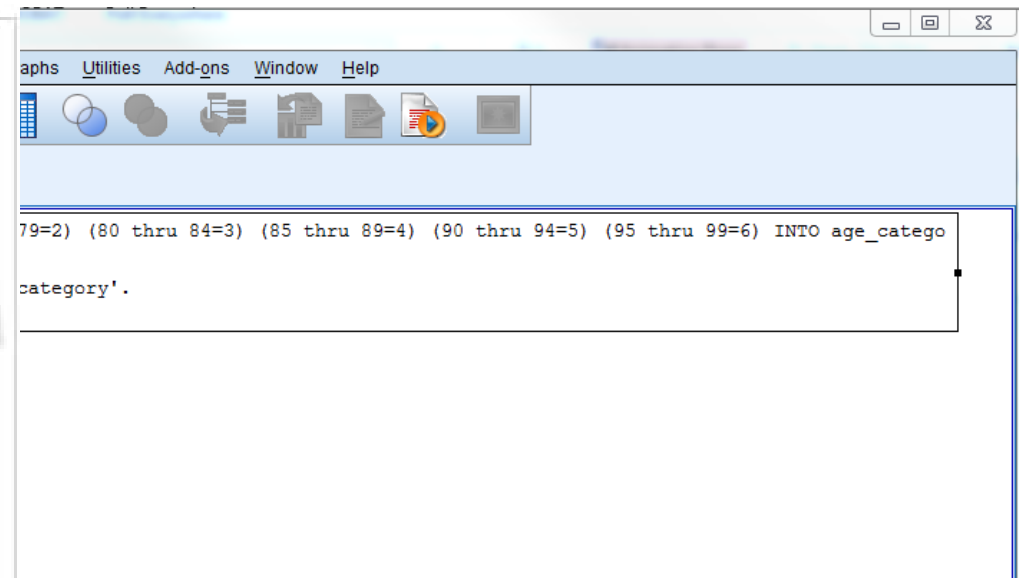 aphs Utilities Add-ons Window Help
79=2) (80 thru 84=3) (85 thru 89=4) (90 thru 94=5) (95 thru 99=6) INTO age_catego
category'.